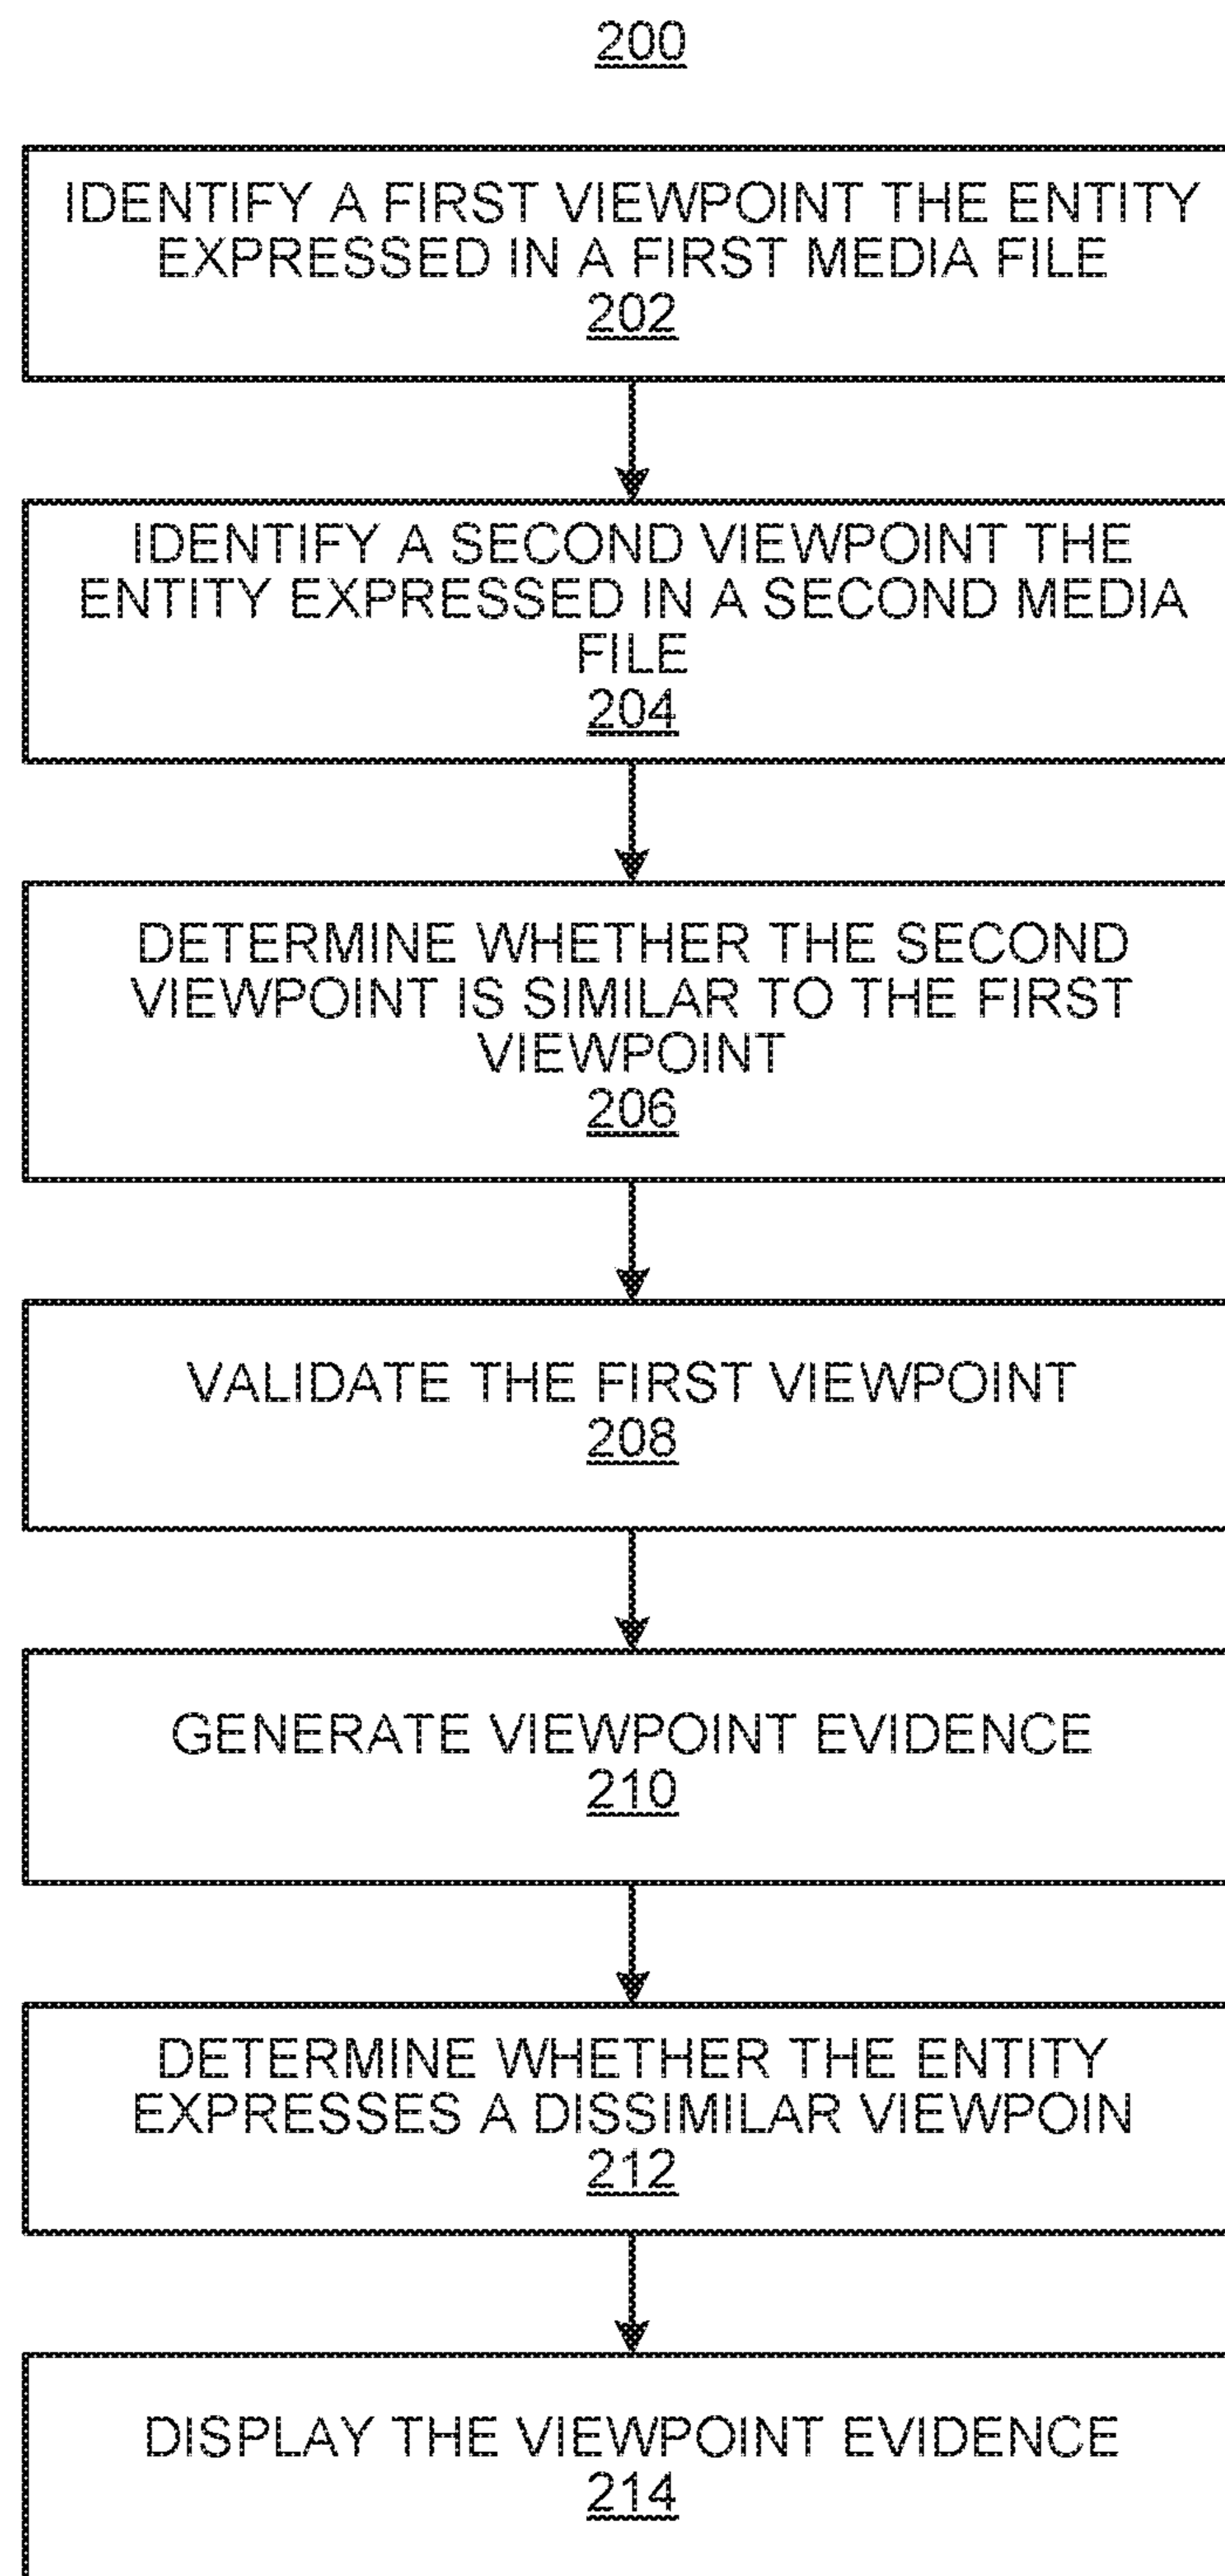 200
IDENTIFY A FIRST VIEWPOINT THE ENTITY
EXPRESSED IN A FIRST MEDIA FILE
202
IDENTIFY A SECOND VIEWPOINT THE
ENTITY EXPRESSED IN A SECOND MEDIA
FILE
204
DETERMINE WHETHER THE SECOND
VIEWPOINT IS SIMILAR TO THE FIRST
VIEWPOINT
206
VALIDATE THE FIRST VIEWPOINT
208
GENERATE VIEWPOINT EVIDENCE
210
DETERMINE WHETHER THE ENTITY
EXPRESSES A DISSIMILAR VIEWPOIN
212
DISPLAY THE VIEWPOINT EVIDENCE
214